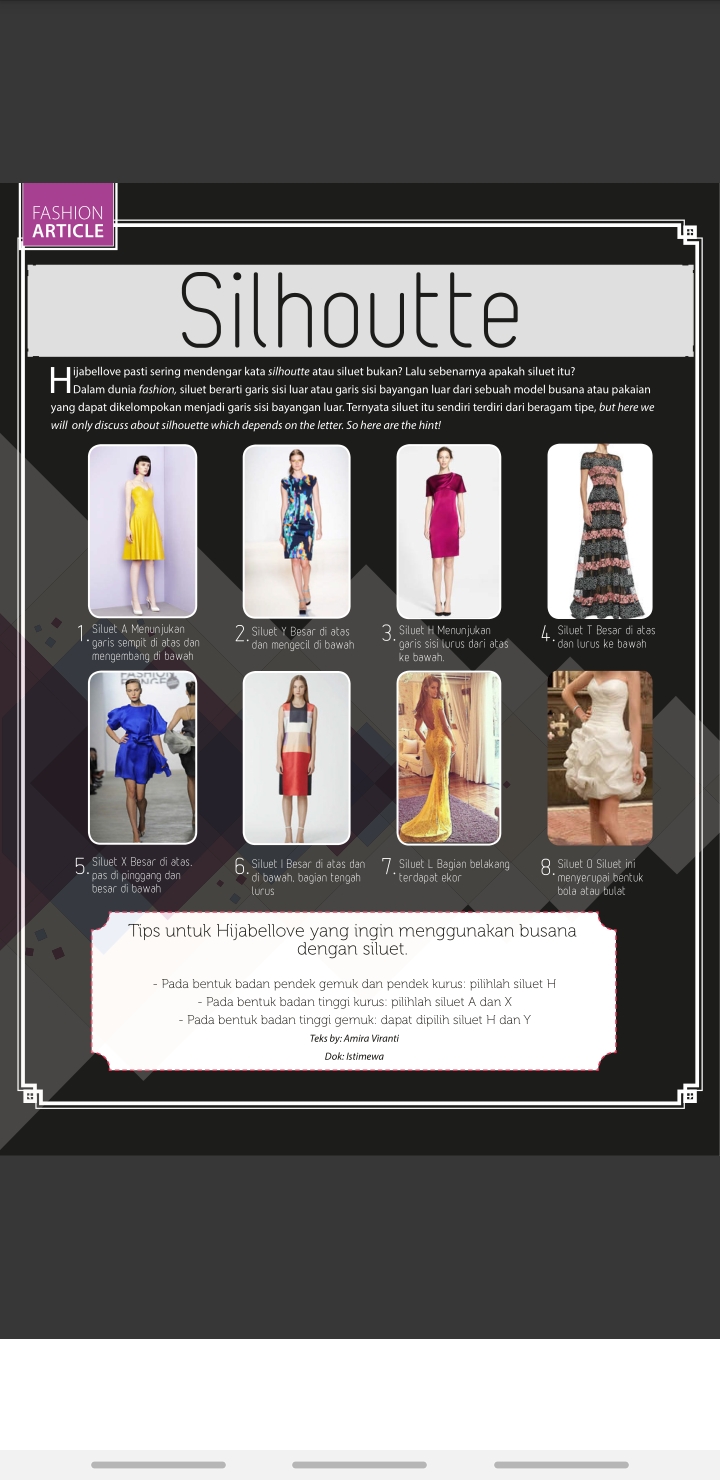 FASHION
ARTICLE
Silhoutte
Hijabellove pasti sering mendengar kata silhoutte atau siluet bukan? Lalu sebenarnya apakah siluet itu?
Dalam dunia fashion, siluet berarti garis sisi luar atau garis sisi bayangan luar dari sebuah model busana atau pakaian
yang dapat dikelompokan menjadi garis sisi bayangan luar. Ternyata siluet itu sendiri terdiri dari beragam tipe, but here we
will only discuss about silhouette which depends on the letter. So here are the hint!
1. Siluet A Menunjukan
garis sempit di atas dan
mengembang di bawah
2. Siluet Y Besar di atas
dan mengecil di bawah
3. Siluet H Menunjukan
garis sisi lurus dari atas
ke bawah.
4. Siluet T Besar di atas
dan lurus ke bawah
5. Siluet X Besar di atas,
pas di pinggang dan
besar di bawah
6. Siluet I Besar di atas dan
di bawah, bagian tengah
lurus
7. Siluet L Bagian belakang
terdapat ekor
8. Siluet O Siluet ini
menyerupai bentuk
bola atau bulat
Tips untuk Hijabellove yang ingin menggunakan busana
dengan siluet.
- Pada bentuk badan pendek gemuk dan pendek kurus: pilihlah siluet H
- Pada bentuk badan tinggi kurus: pilihlah siluet A dan X
- Pada bentuk badan tinggi gemuk: dapat dipilih siluet H dan Y
Teks by: Amira Viranti
Dok: Istimewa